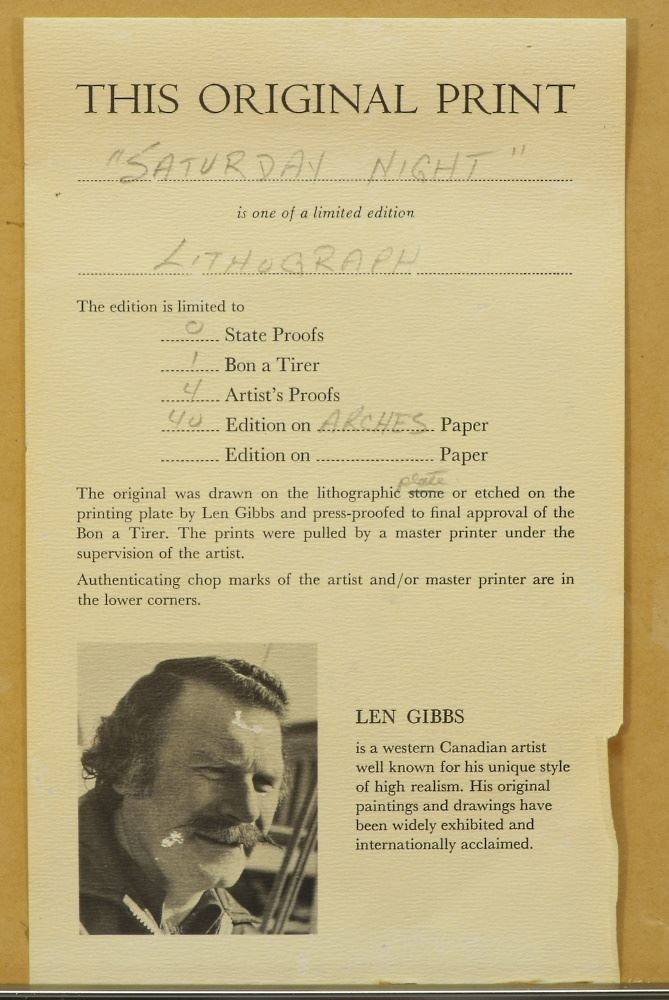 THIS ORIGINAL PRINT
"SATURDAY NIGHT"
is one of a limited edition
LITHOGRAPH
The edition is limited to
0 State Proofs
1 Bon a Tirer
4 Artist's Proofs
40 Edition on ARCHES Paper
Edition on Paper
plate
The original was drawn on the lithographic stone or etched on the
printing plate by Len Gibbs and press-proofed to final approval of the
Bon a Tirer. The prints were pulled by a master printer under the
supervision of the artist.
Authenticating chop marks of the artist and/or master printer are in
the lower corners.
LEN GIBBS
is a western Canadian artist
well known for his unique style
of high realism. His original
paintings and drawings have
been widely exhibited and
internationally acclaimed.